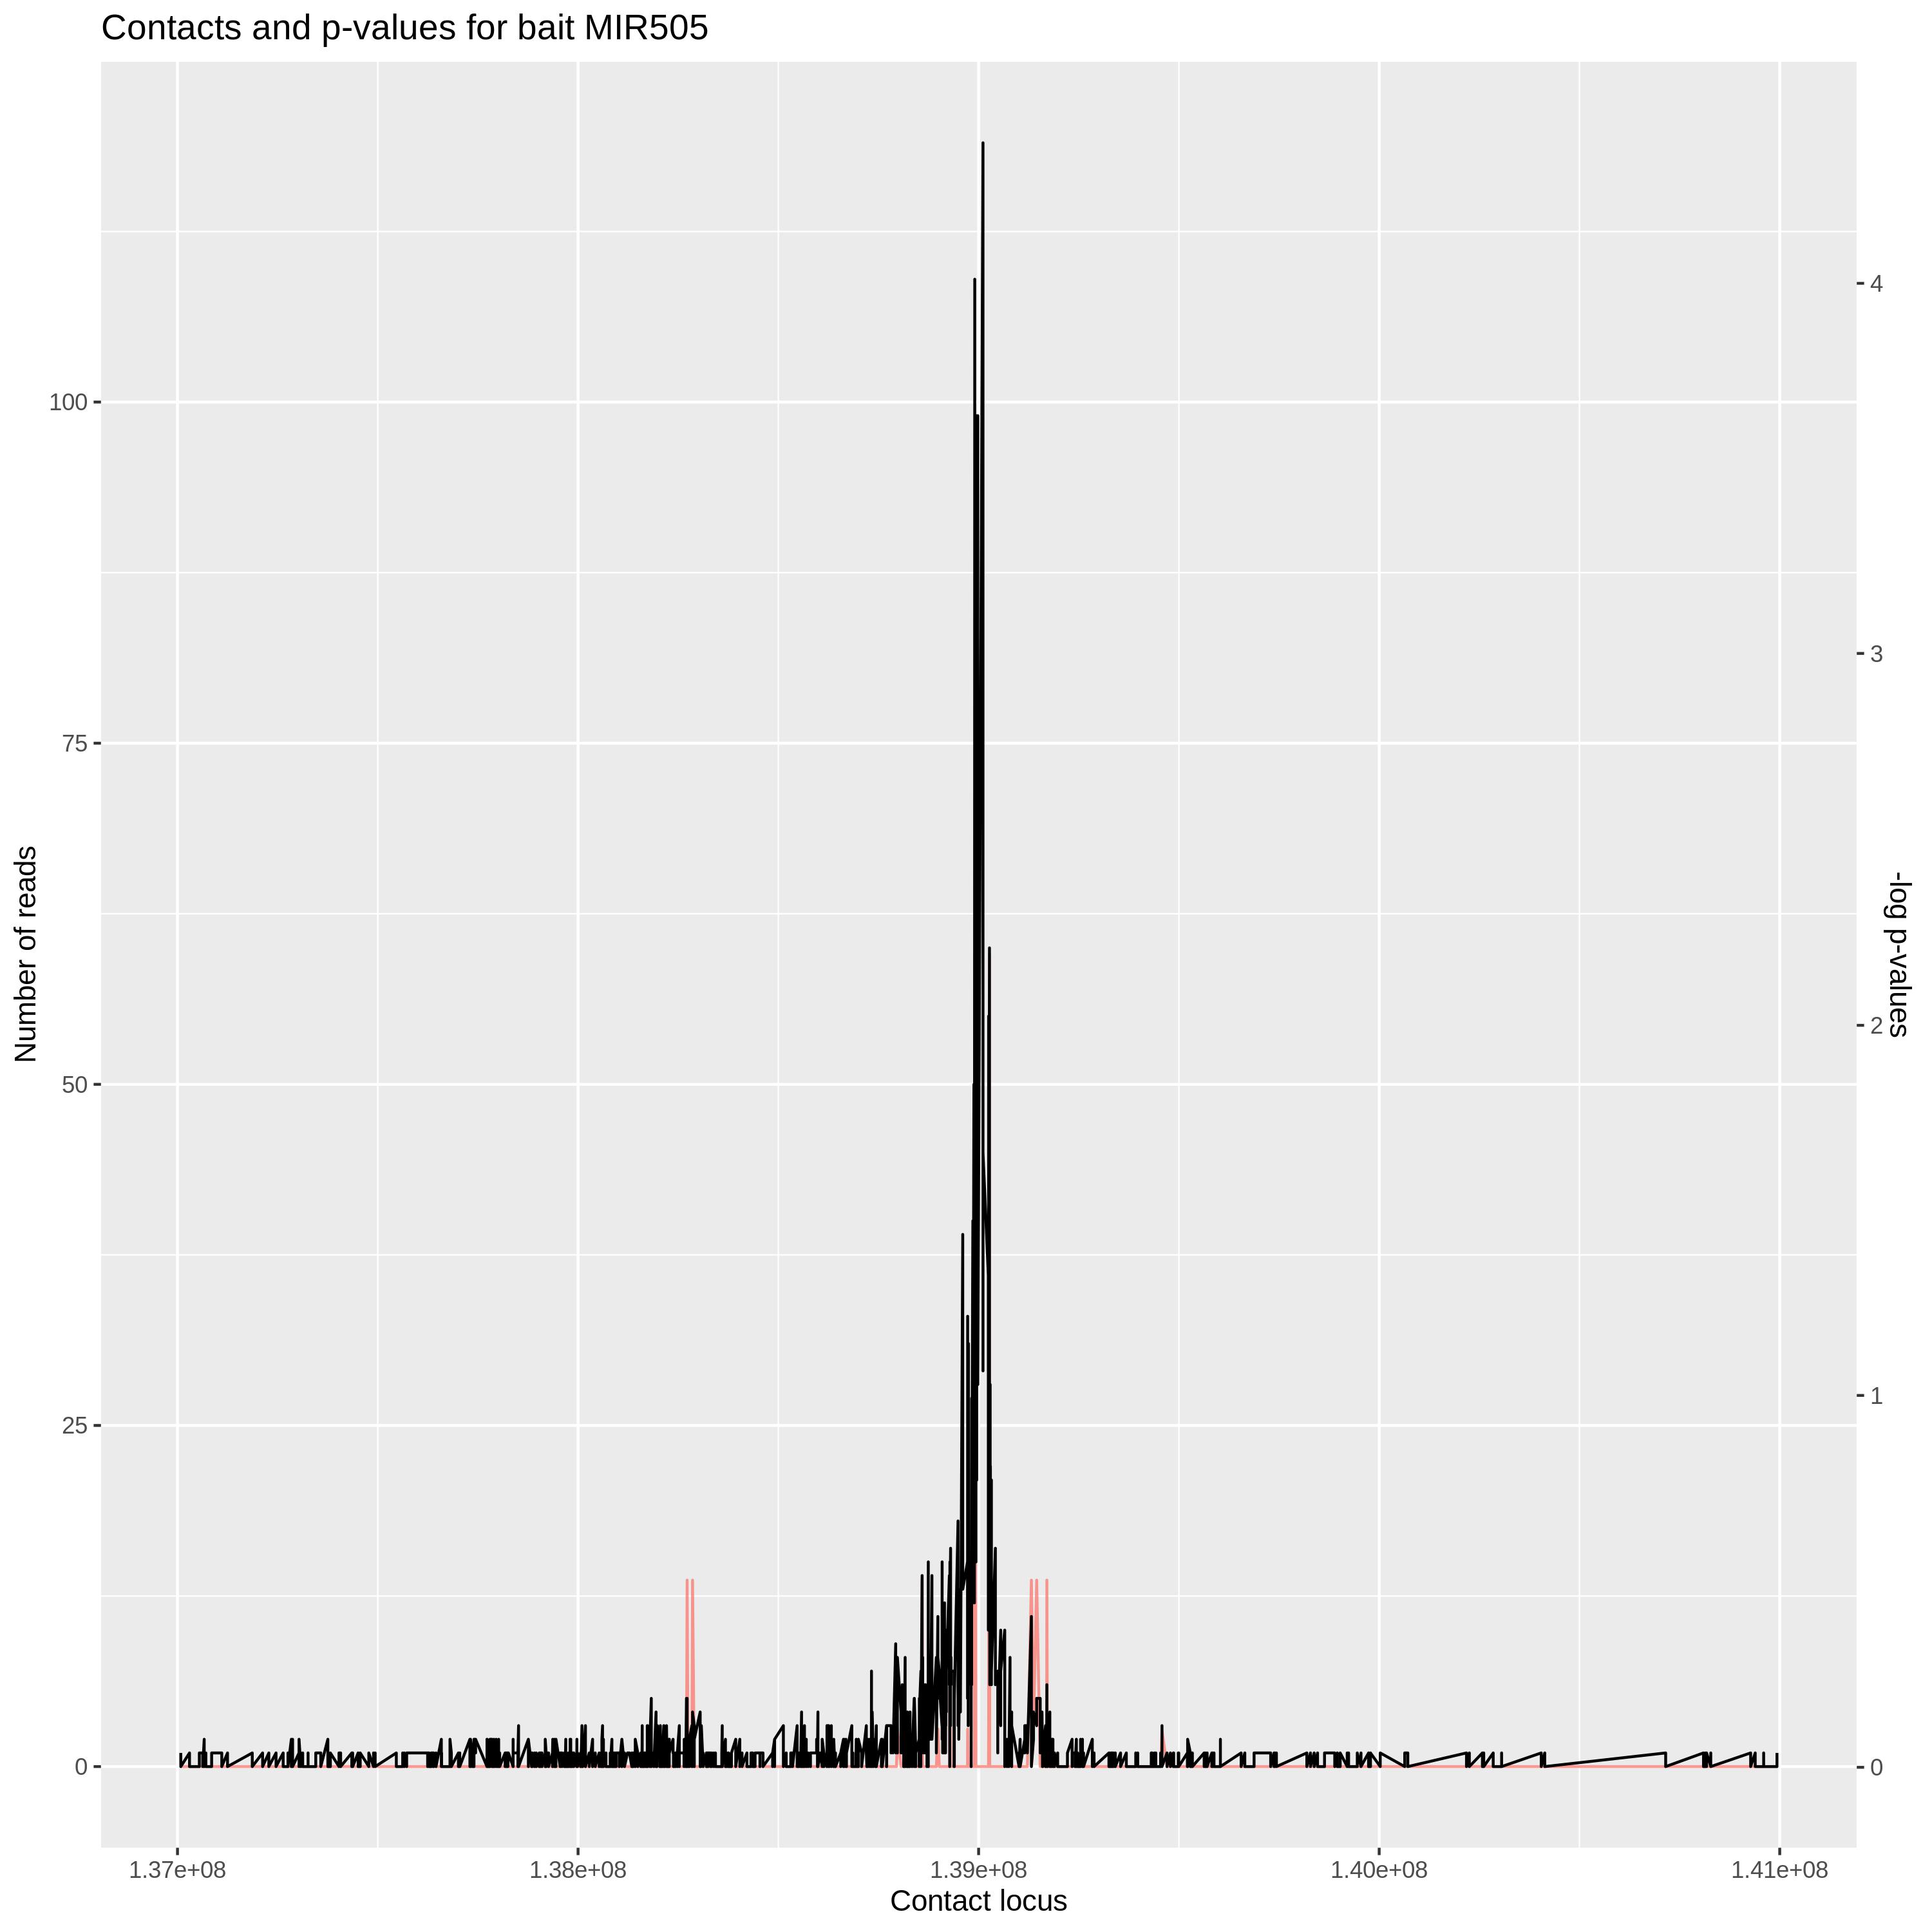 Contacts and p-values for bait MIR505
100
75
50
25
0
Number of reads
4
3
2
1
0
-log p-values
1.37e+08 1.38e+08 1.39e+08 1.40e+08 1.41e+08
Contact locus